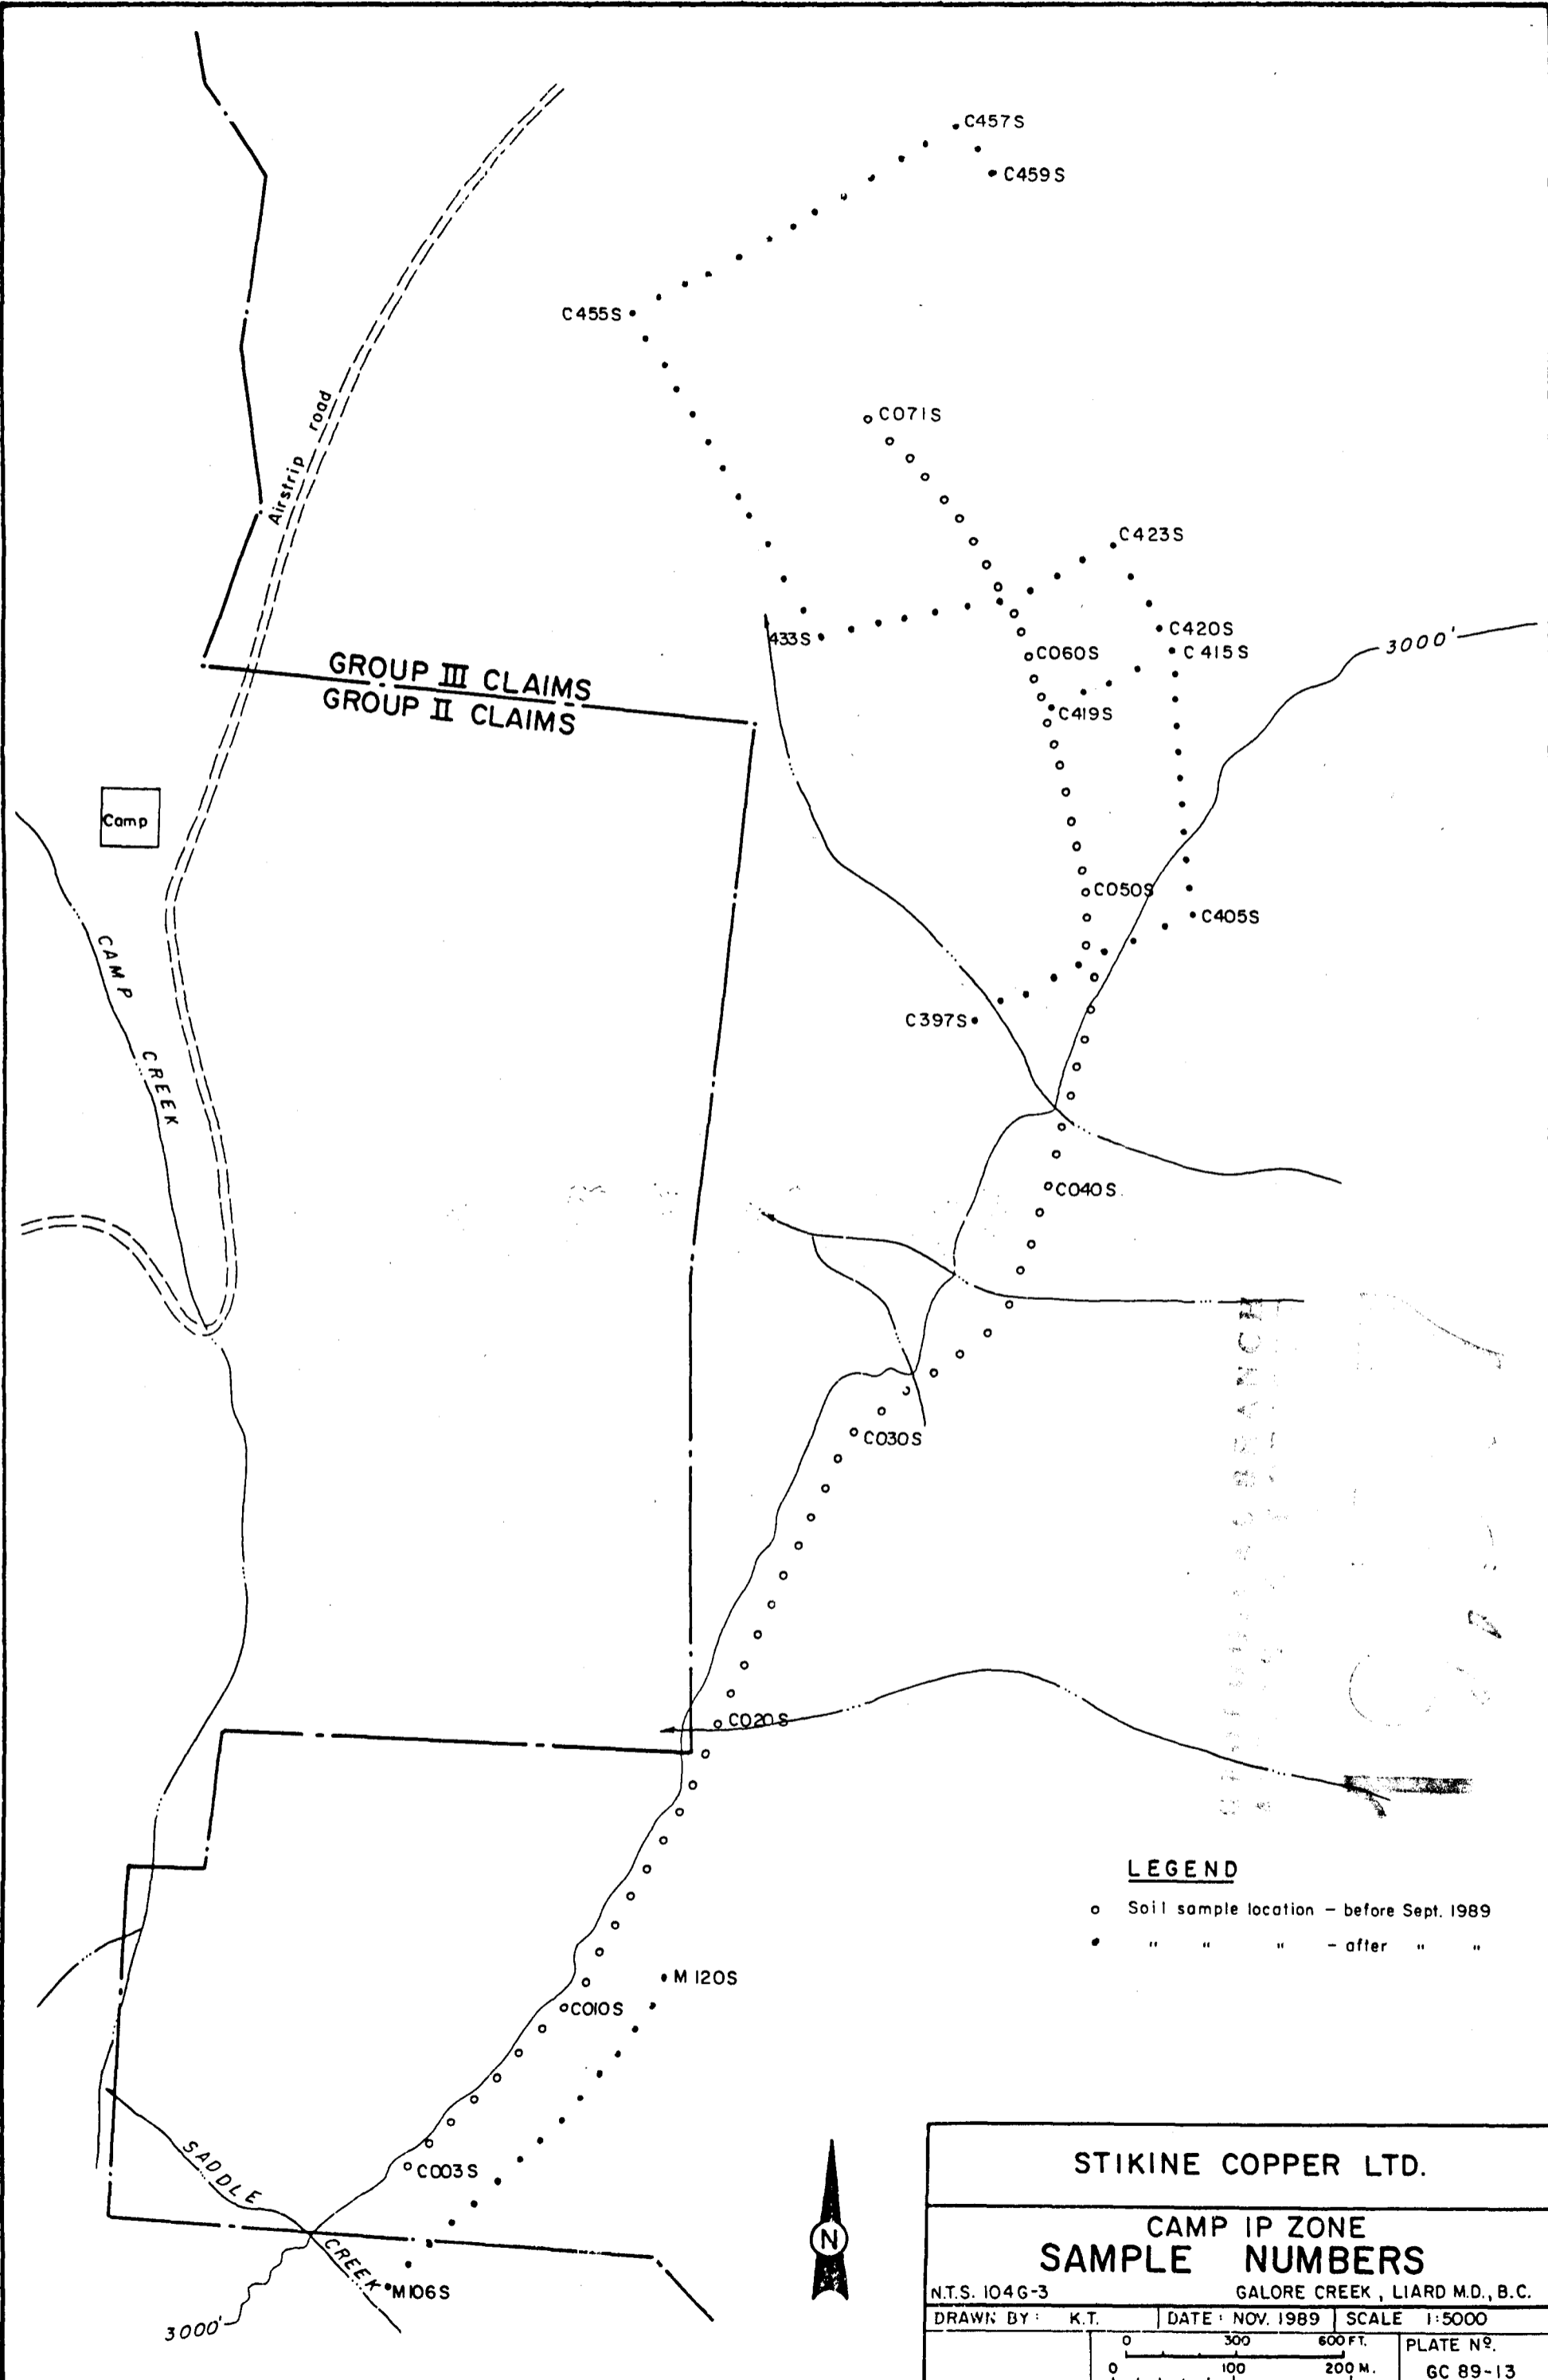 C457S
C459S
C455S
C071S
Airstrip road
C423S
433S
C420S
C415S
C060S
3000'
GROUP III CLAIMS
GROUP II CLAIMS
C419S
Camp
C050S
C405S
CAMP CREEK
C397S
C040S
C030S
C020S
LEGEND
Soil sample location – before Sept. 1989
" " " – after " "
M120S
C010S
C003S
SADDLE CREEK
M106S
3000'
N
STIKINE COPPER LTD.
CAMP IP ZONE
SAMPLE NUMBERS
N.T.S. 104G-3 GALORE CREEK, LIARD M.D., B.C.
DRAWN BY: K.T. DATE: NOV. 1989 SCALE 1:5000
0 300 600 FT.
0 100 200 M.
PLATE Nº.
GC 89-13
BRANCH